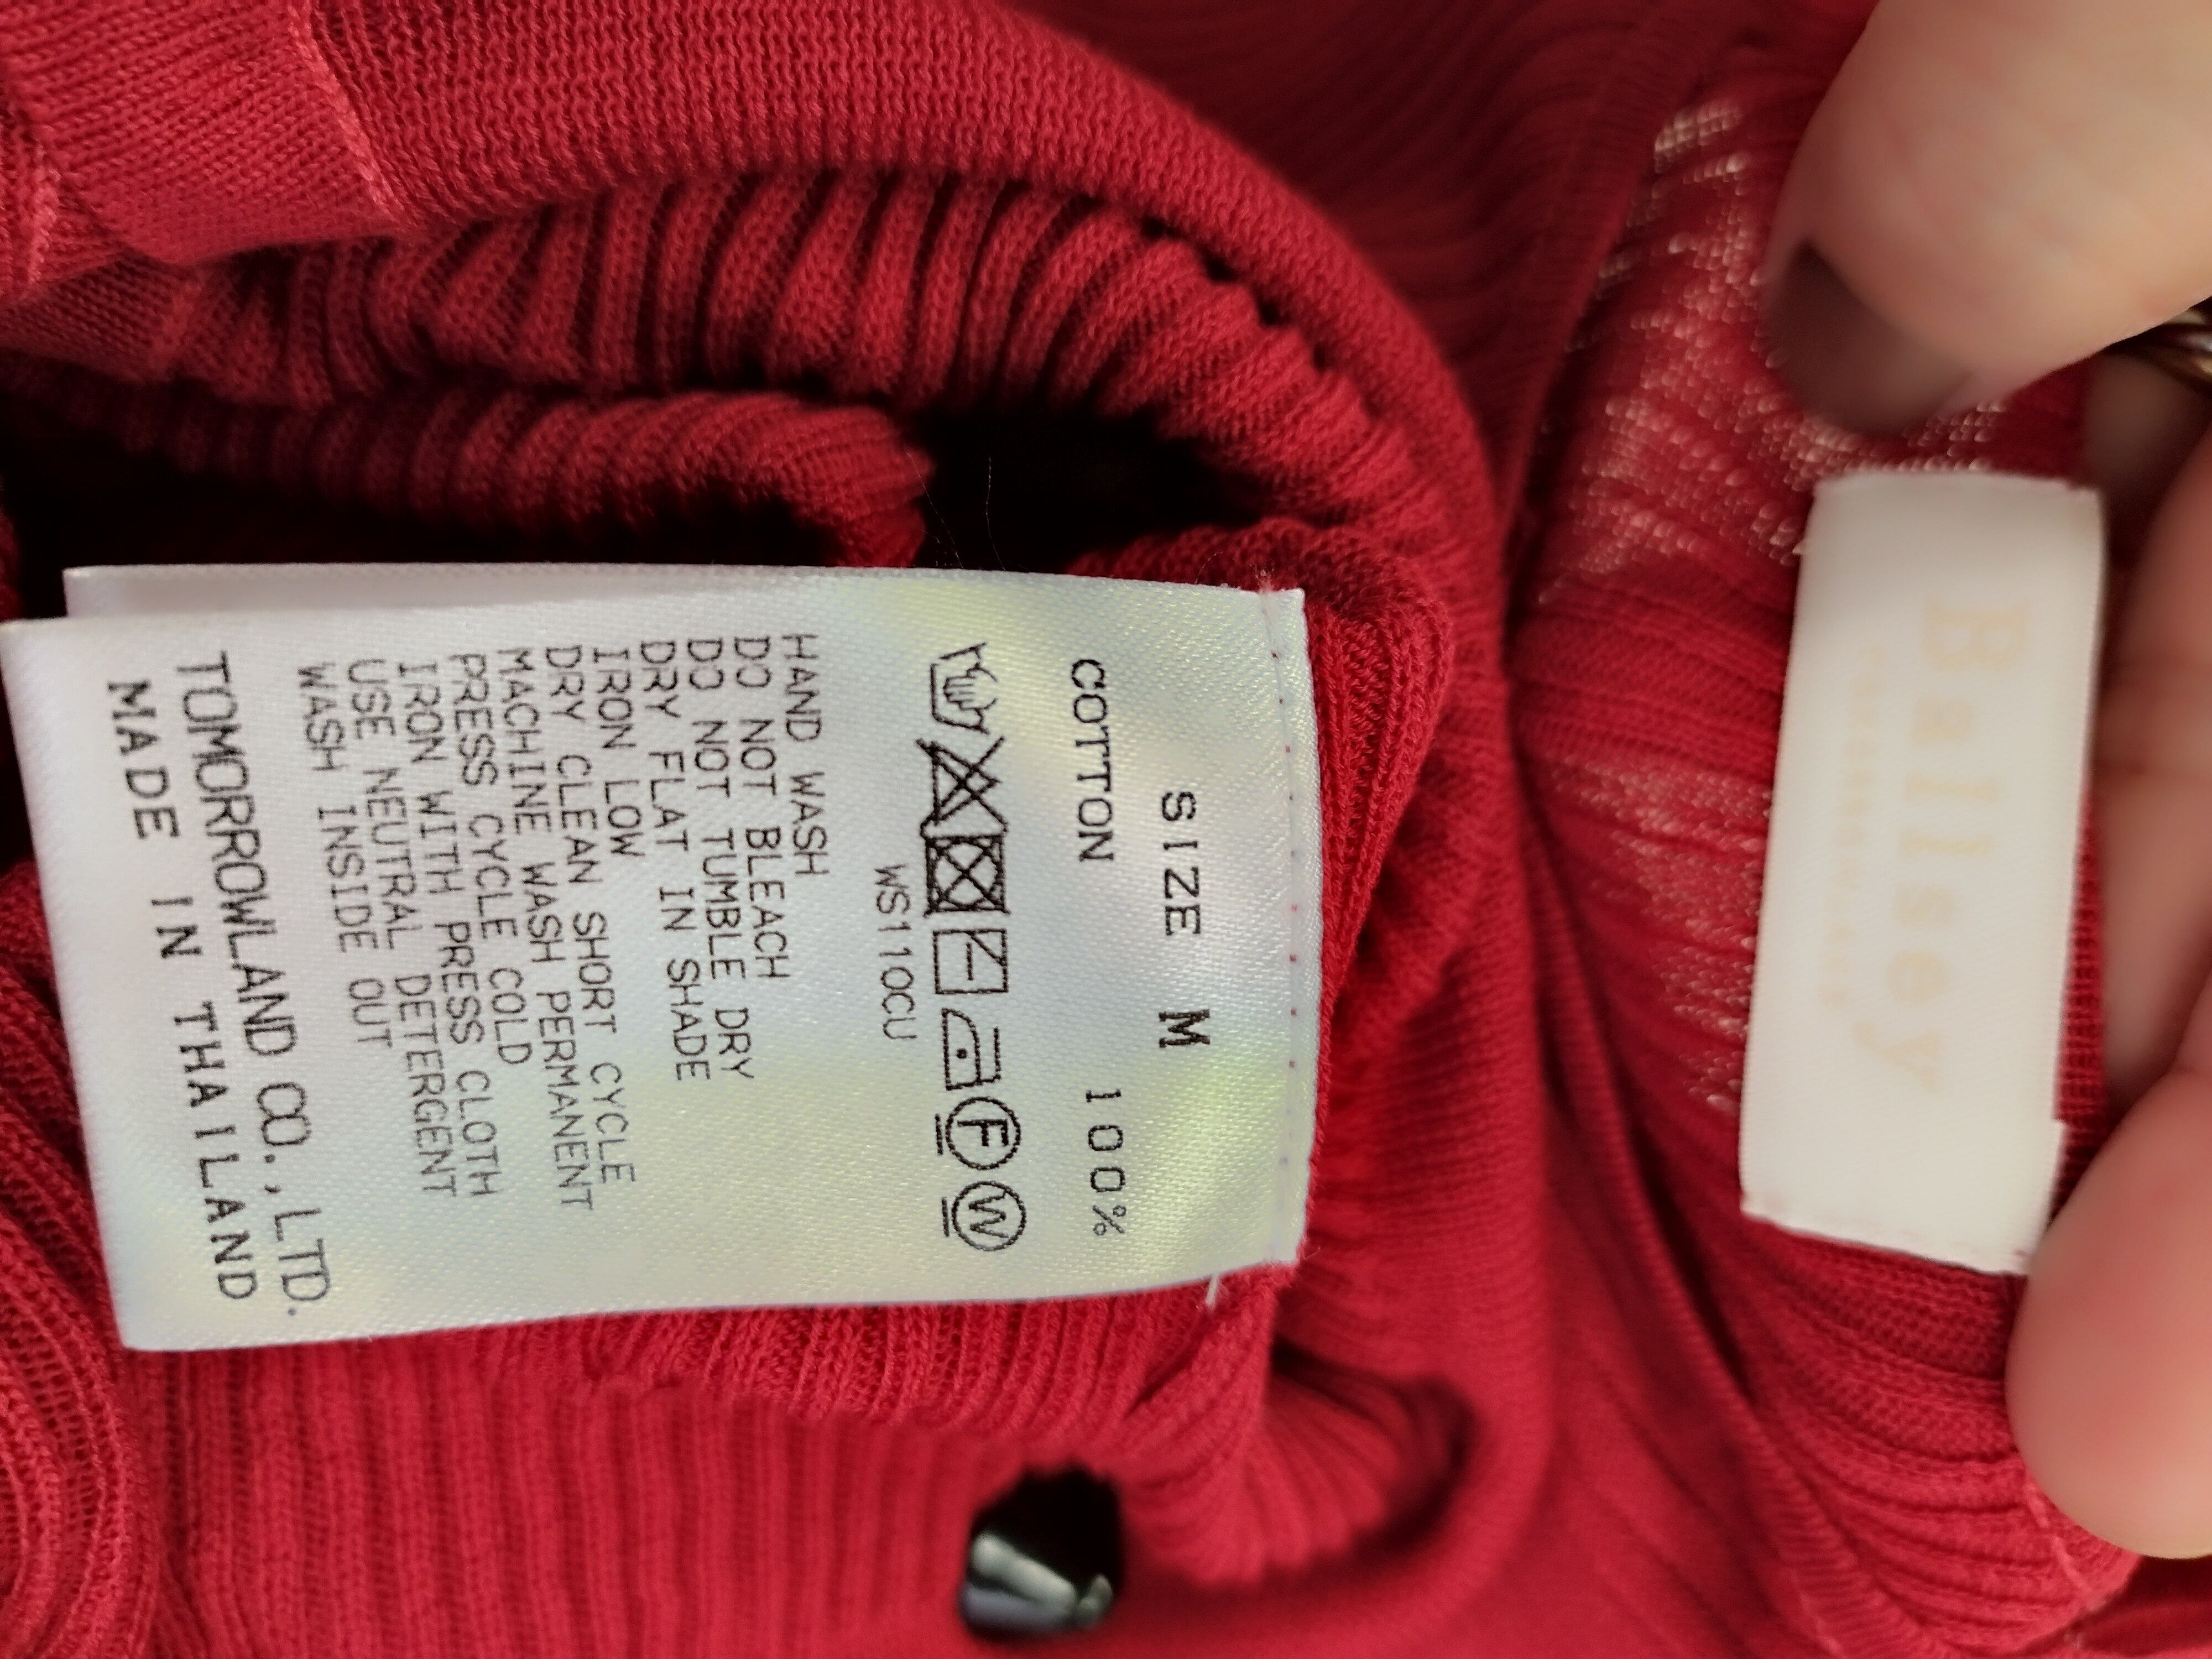 SIZE M
COTTON 100%
F W
WS110CU
HAND WASH
DO NOT BLEACH
DO NOT TUMBLE DRY
DRY FLAT IN SHADE
IRON LOW
DRY CLEAN SHORT CYCLE
MACHINE WASH PERMANENT
PRESS CYCLE COLD
IRON WITH PRESS CLOTH
USE NEUTRAL DETERGENT
WASH INSIDE OUT
TOMORROWLAND CO.,LTD.
MADE IN THAILAND
Ballsey
TOMORROWLAND